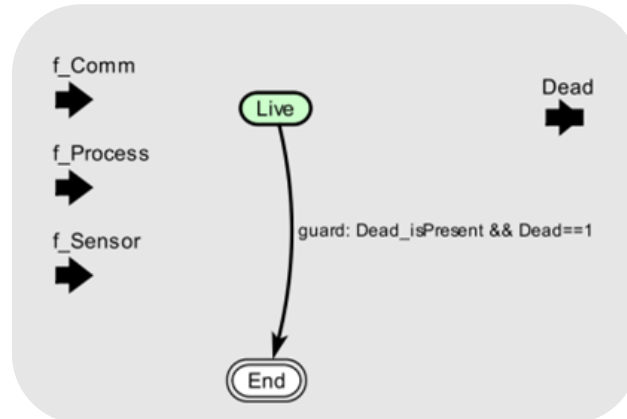 f_Comm
Live
Dead
f_Process
guard: Dead_isPresent && Dead==1
f_Sensor
End